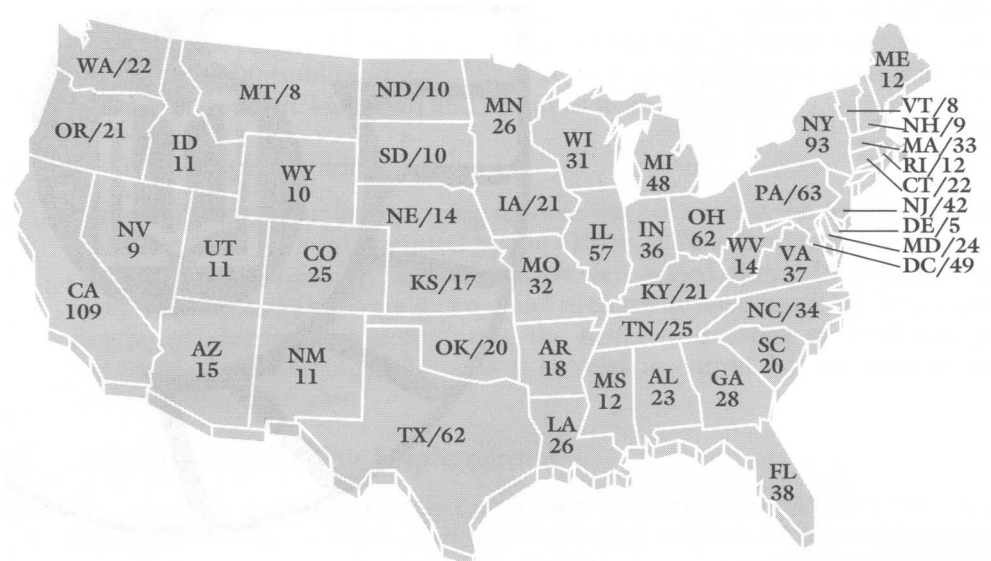 WA/22
OR/21
CA
109
NV
9
ID
11
MT/8
WY
10
UT
11
CO
25
AZ
15
NM
11
ND/10
SD/10
NE/14
KS/17
OK/20
TX/62
MN
26
IA/21
MO
32
AR
18
LA
26
WI
31
IL
57
MI
48
IN
36
OH
62
KY/21
TN/25
MS
12
AL
23
GA
28
FL
38
SC
20
NC/34
VA
37
WV
14
PA/63
NY
93
ME
12
VT/8
NH/9
MA/33
RI/12
CT/22
NJ/42
DE/5
MD/24
DC/49